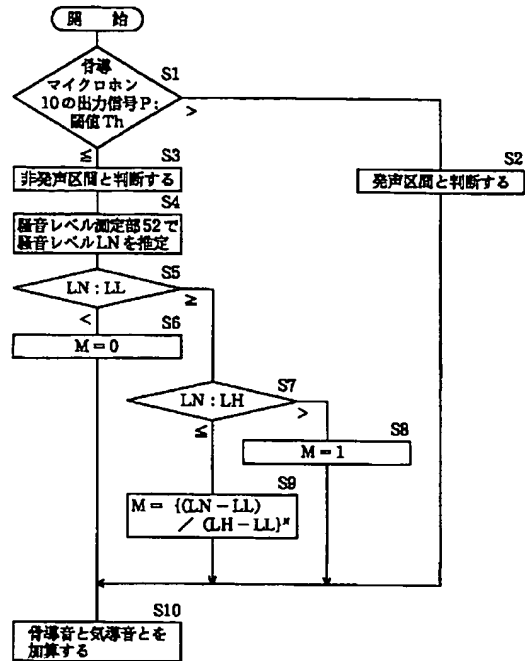 開 始
S1
骨導
マイクロホン
10の出力信号P:
閾値Th
>
≦
S3
非発声区間と判断する
S2
発声区間と判断する
S4
騒音レベル測定部52で
騒音レベルLNを推定
S5
LN:LL
≧
<
S6
M=0
S7
LN:LH
>
≦
S8
M=1
S9
M= {(LN-LL)
/ (LH-LL}
S10
骨導音と気導音とを
加算する